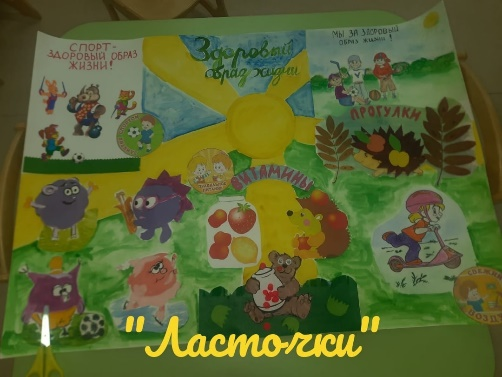 СПОРТ-
ЗДОРОВЫЙ ОБРАЗ
ЖИЗНИ!
Здоровый
образ жизни
МЫ ЗА ЗДОРОВЫЙ
ОБРАЗ ЖИЗНИ!
ПРОГУЛКИ
ВИТАМИНЫ
"Ласточки"